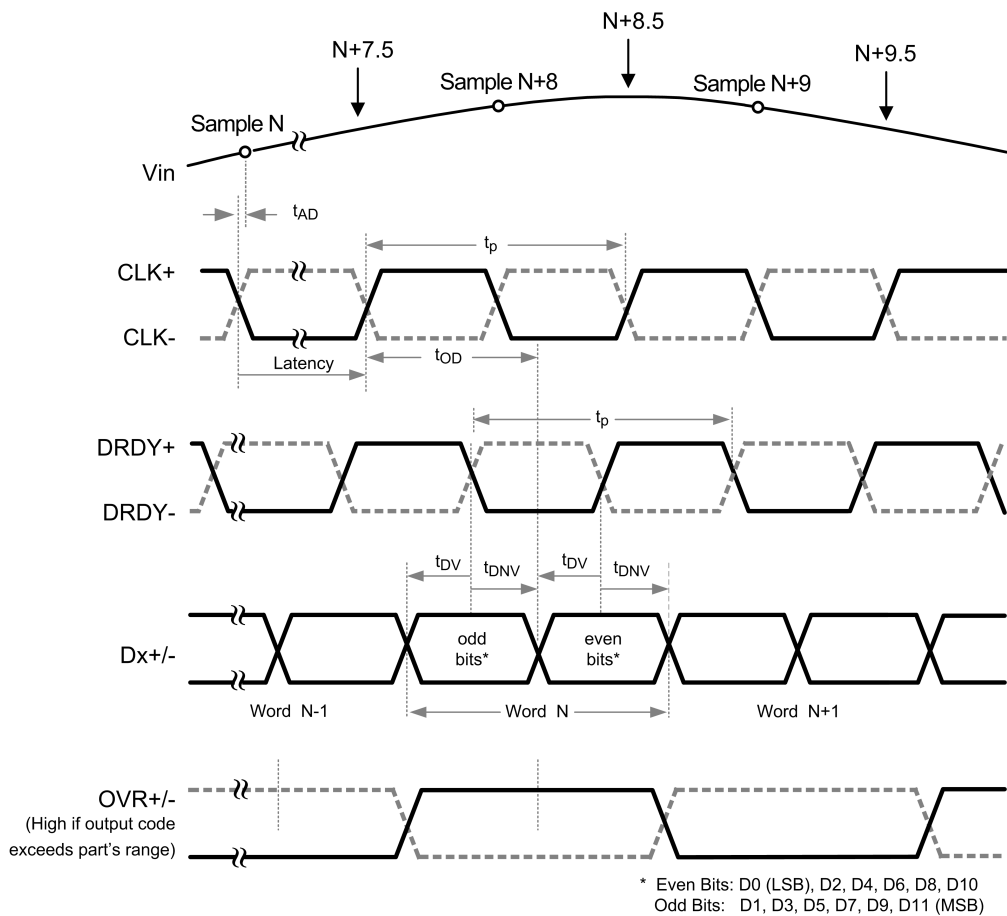 N+8.5
N+7.5
N+9.5
Sample N+8
Sample N+9
Sample N
Vin
tAD
tp
CLK+
CLK-
Latency
tOD
tp
DRDY+
DRDY-
tDV
tDNV
tDV
tDNV
odd
bits*
even
bits*
Dx+/-
Word N-1
Word N
Word N+1
OVR+/-
(High if output code
exceeds part's range)
* Even Bits: D0 (LSB), D2, D4, D6, D8, D10
Odd Bits: D1, D3, D5, D7, D9, D11 (MSB)